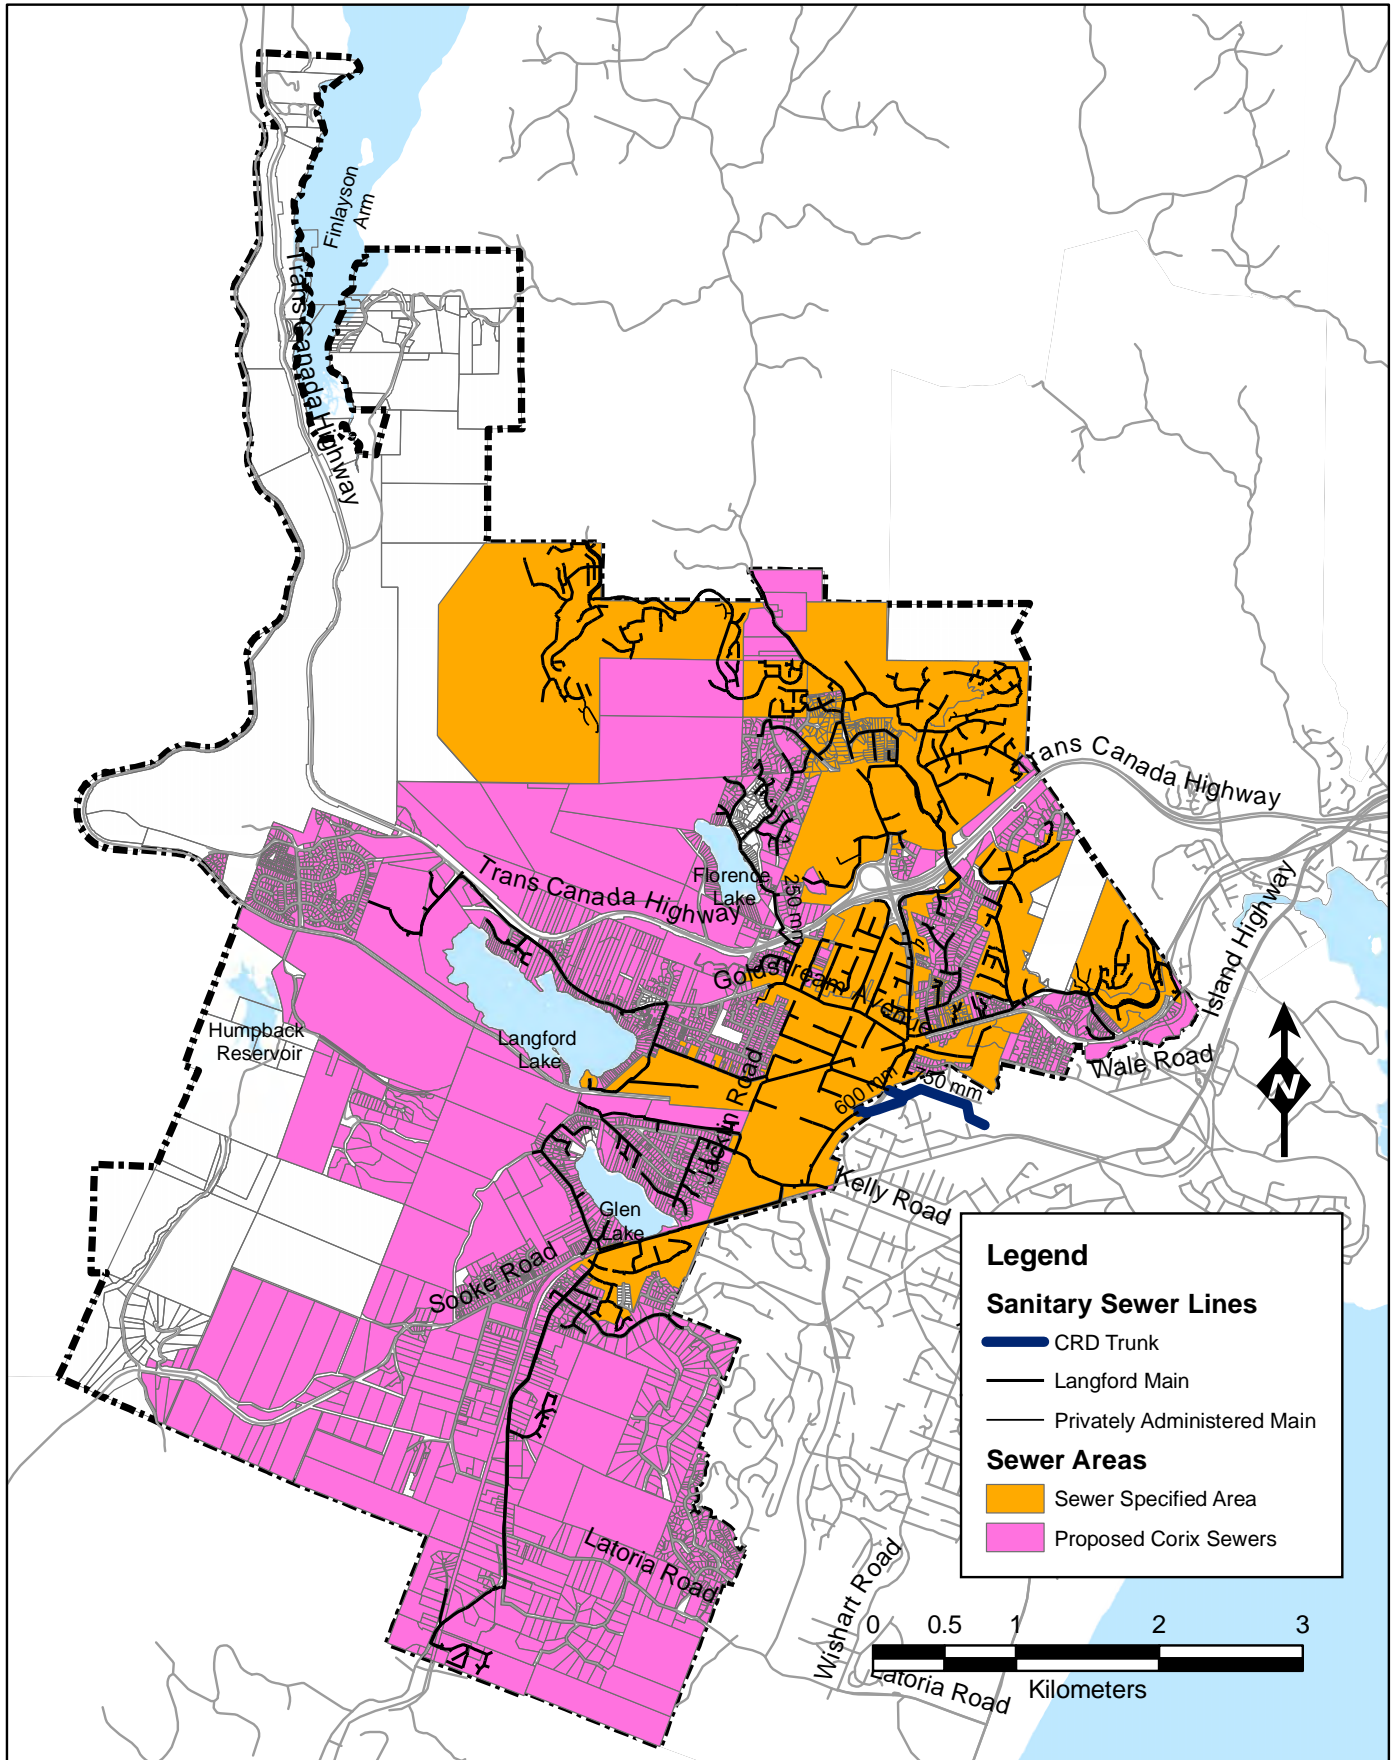 Finlayson
Arm
Trans Canada Highway
Trans Canada Highway
Trans Canada Highway
Florence
Lake
250 mm
Goldstream Avenue
Island Highway
Humpback
Reservoir
Langford
Lake
Wale Road
600 mm
750 mm
Jacklin Road
N
Kelly Road
Glen
Lake
Sooke Road
Legend
Sanitary Sewer Lines
CRD Trunk
Langford Main
Privately Administered Main
Sewer Areas
Sewer Specified Area
Proposed Corix Sewers
Latoria Road
Wishart Road
0 0.5 1 2 3
Kilometers
Latoria Road